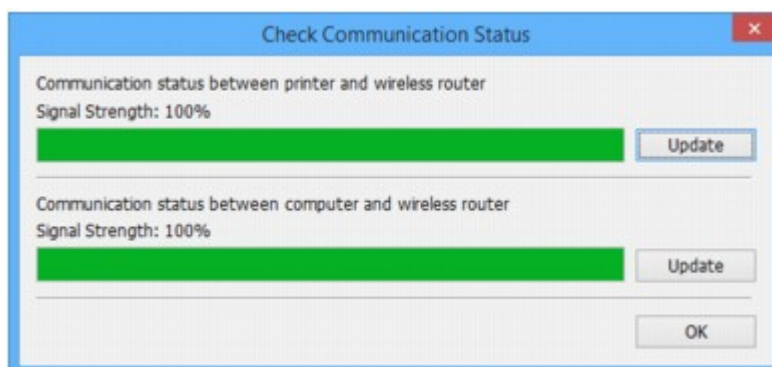 Check Communication Status
Communication status between printer and wireless router
Signal Strength: 100%
Update
Communication status between computer and wireless router
Signal Strength: 100%
Update
OK